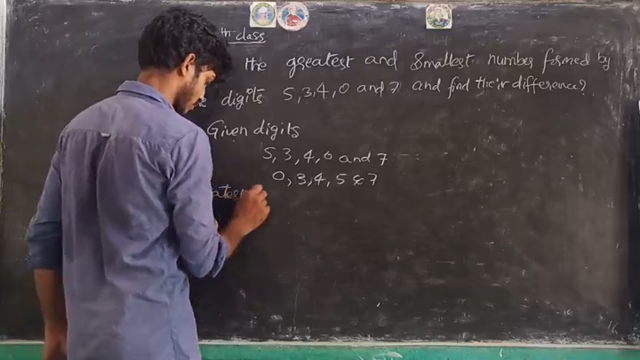 th class
the greatest and smallest number formed by
digits 5,3,4,0 and 7 and find their difference?
Given digits
5, 3, 4, 0 and 7
0, 3, 4, 5 & 7